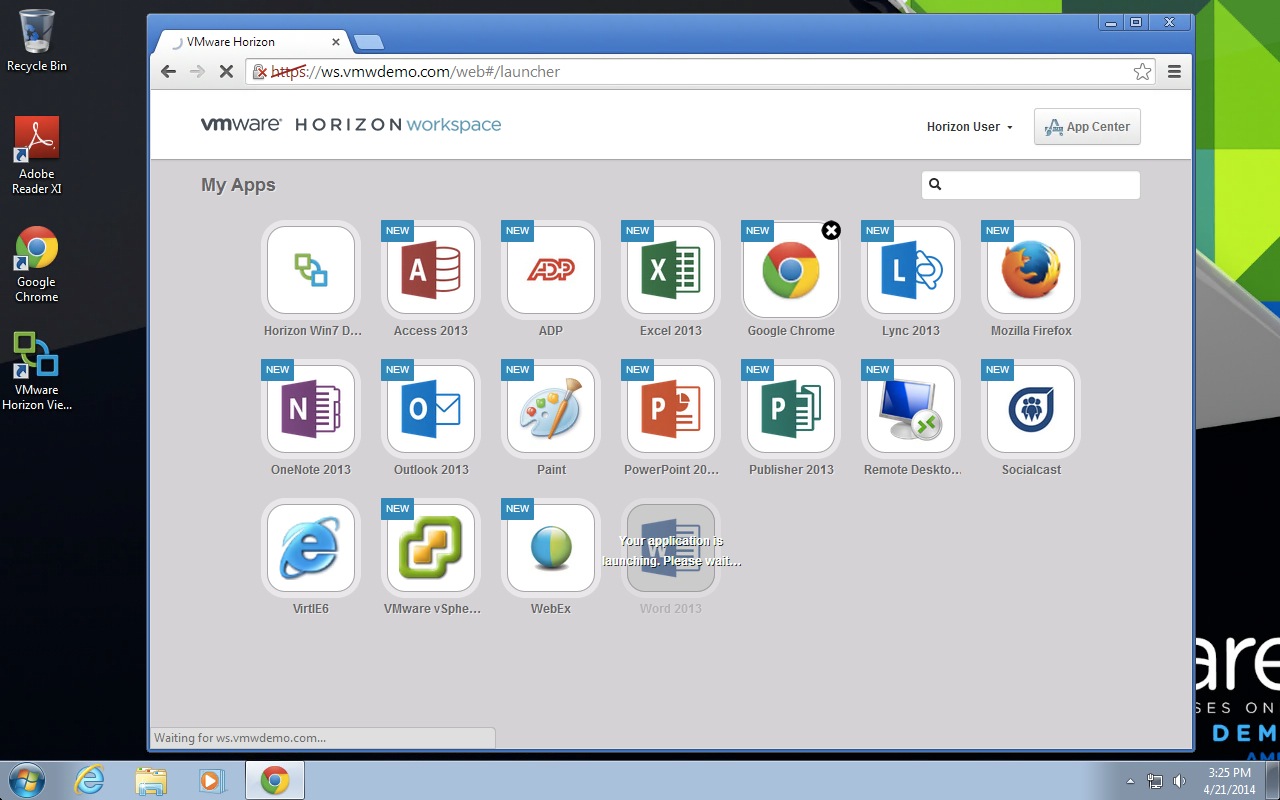 Recycle Bin
Adobe
Reader XI
Google
Chrome
VMware
Horizon Vie...
VMware Horizon
https://ws.vmwdemo.com/web#/launcher
vmware HORIZON workspace
Horizon User
App Center
My Apps
NEW NEW NEW NEW NEW NEW
A ADP X L
Horizon Win7 D... Access 2013 ADP Excel 2013 Google Chrome Lync 2013 Mozilla Firefox
NEW NEW NEW NEW NEW NEW NEW
N O P P
OneNote 2013 Outlook 2013 Paint PowerPoint 20... Publisher 2013 Remote Deskto... Socialcast
NEW NEW
W
Your application is
launching. Please wait...
VirtIE6 VMware vSphe... WebEx Word 2013
Waiting for ws.vmwdemo.com...
are
SES ON
DEM
AM
3:25 PM
4/21/2014